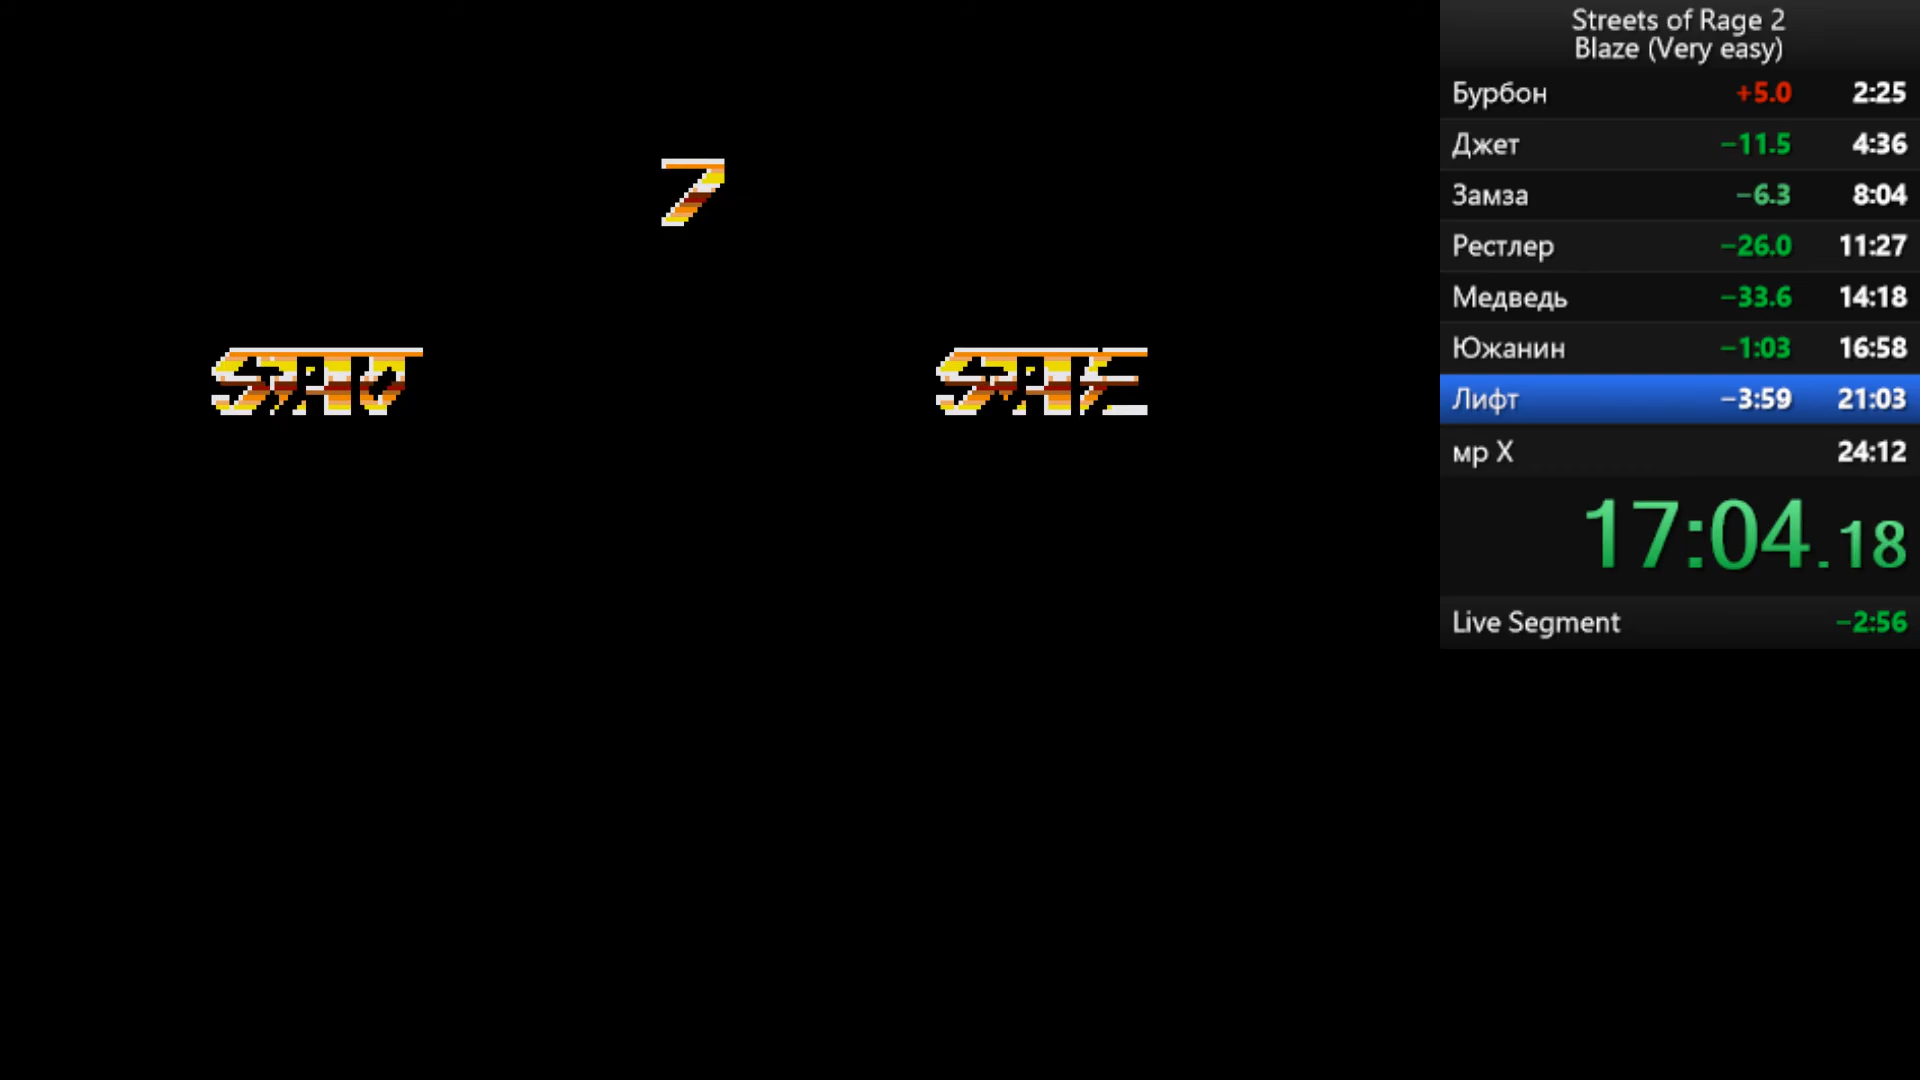 7
Streets of Rage 2
Blaze (Very easy)
Бурбон +5.0 2:25
Джет −11.5 4:36
Замза −6.3 8:04
Рестлер −26.0 11:27
Медведь −33.6 14:18
Южанин −1:03 16:58
Лифт −3:59 21:03
мр X 24:12
17:04.18
Live Segment −2:56